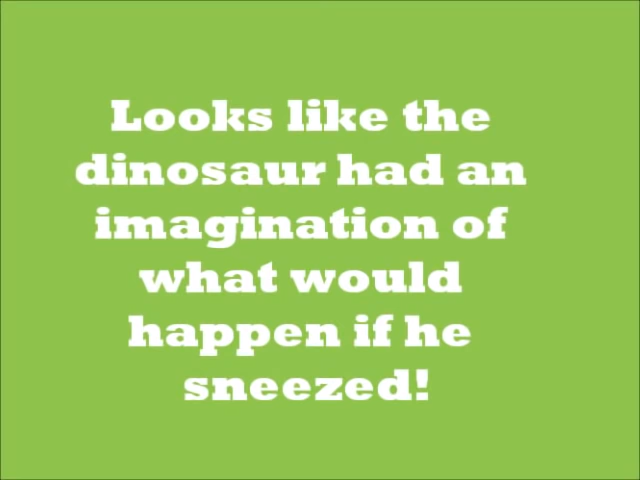 Looks like the
dinosaur had an
imagination of
what would
happen if he
sneezed!